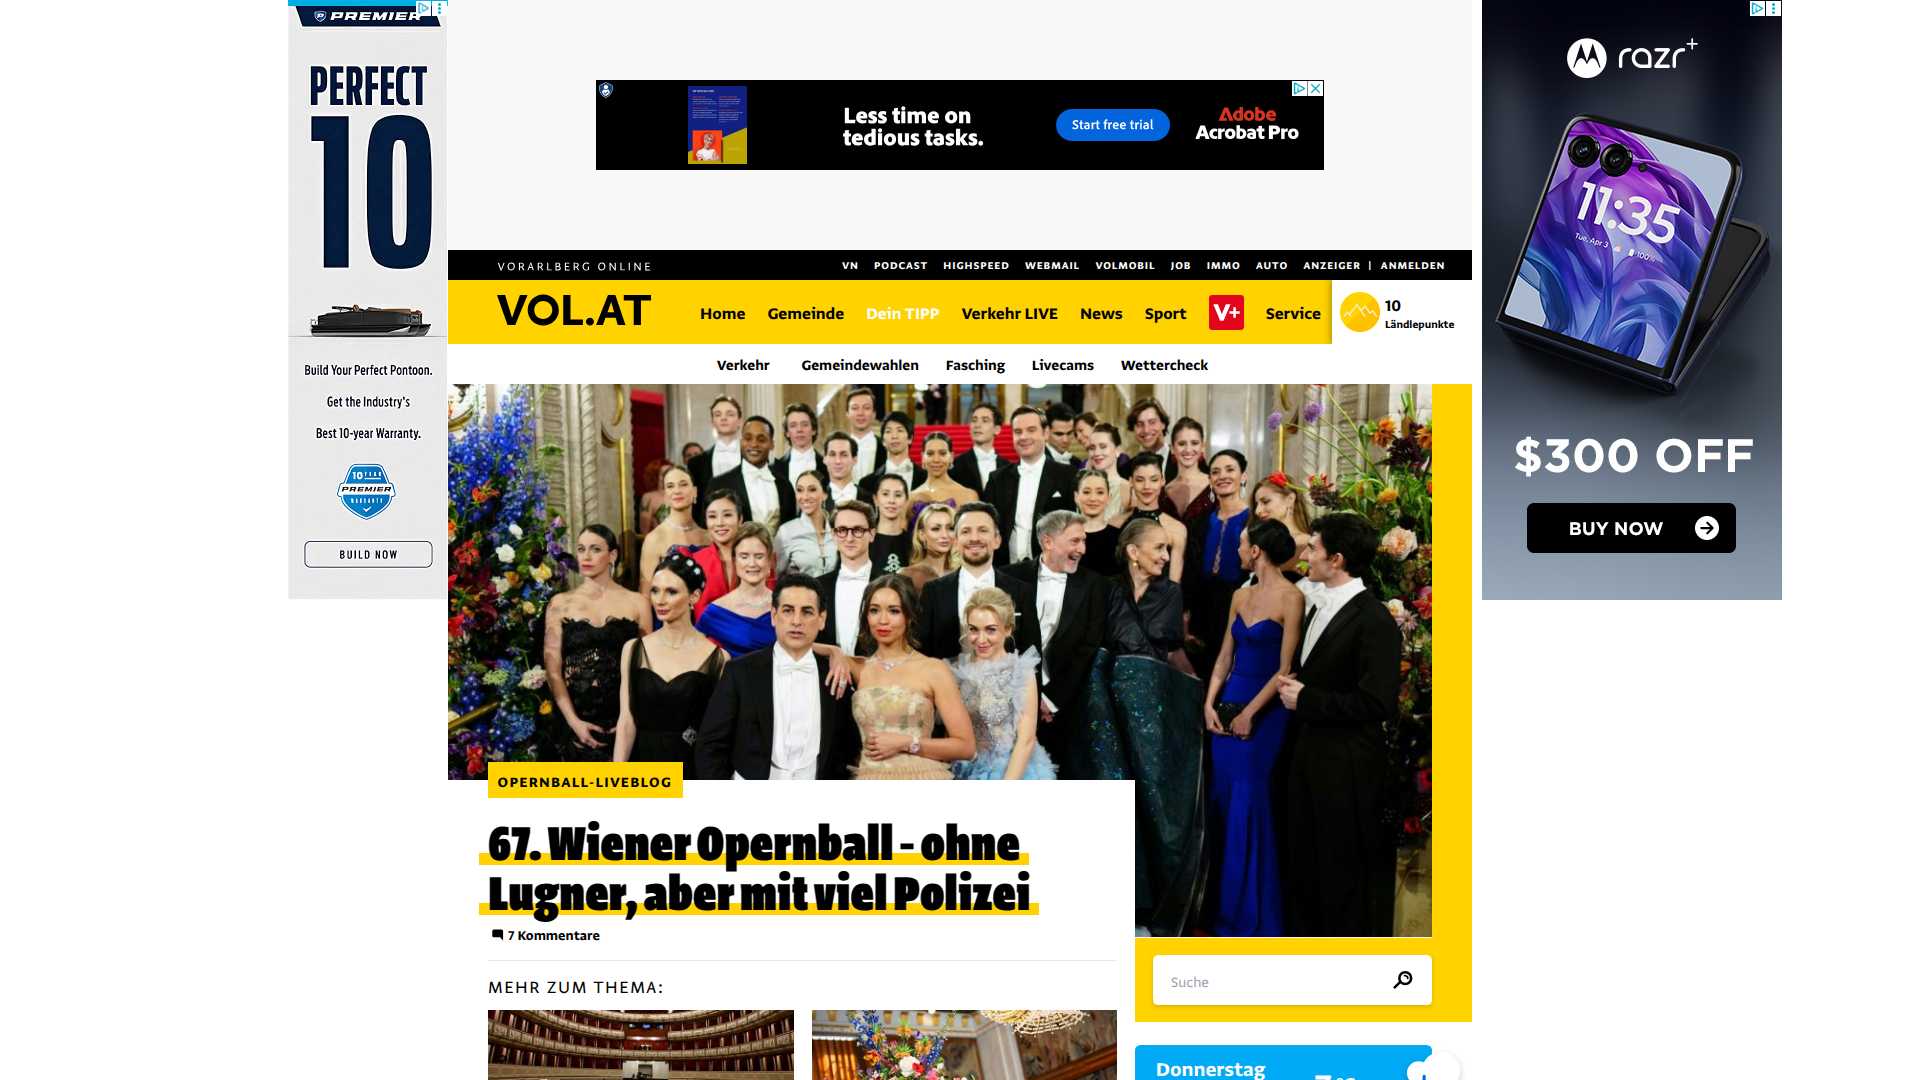 PREMIER
PERFECT
10
Build Your Perfect Pontoon.
Get the Industry's
Best 10-year Warranty.
10 YEAR
PREMIER
WARRANTY
BUILD NOW
Less time on
tedious tasks.
Start free trial
Adobe
Acrobat Pro
razr+
11:35
Tue, Apr 3
100%
$300 OFF
BUY NOW
VORARLBERG ONLINE
VN PODCAST HIGHSPEED WEBMAIL VOLMOBIL JOB IMMO AUTO ANZEIGER | ANMELDEN
VOL.AT
Home Gemeinde Dein TIPP Verkehr LIVE News Sport V+ Service
10
Ländlepunkte
Verkehr Gemeindewahlen Fasching Livecams Wettercheck
OPERNBALL-LIVEBLOG
67. Wiener Opernball - ohne
Lugner, aber mit viel Polizei
7 Kommentare
MEHR ZUM THEMA:
Suche
Donnerstag